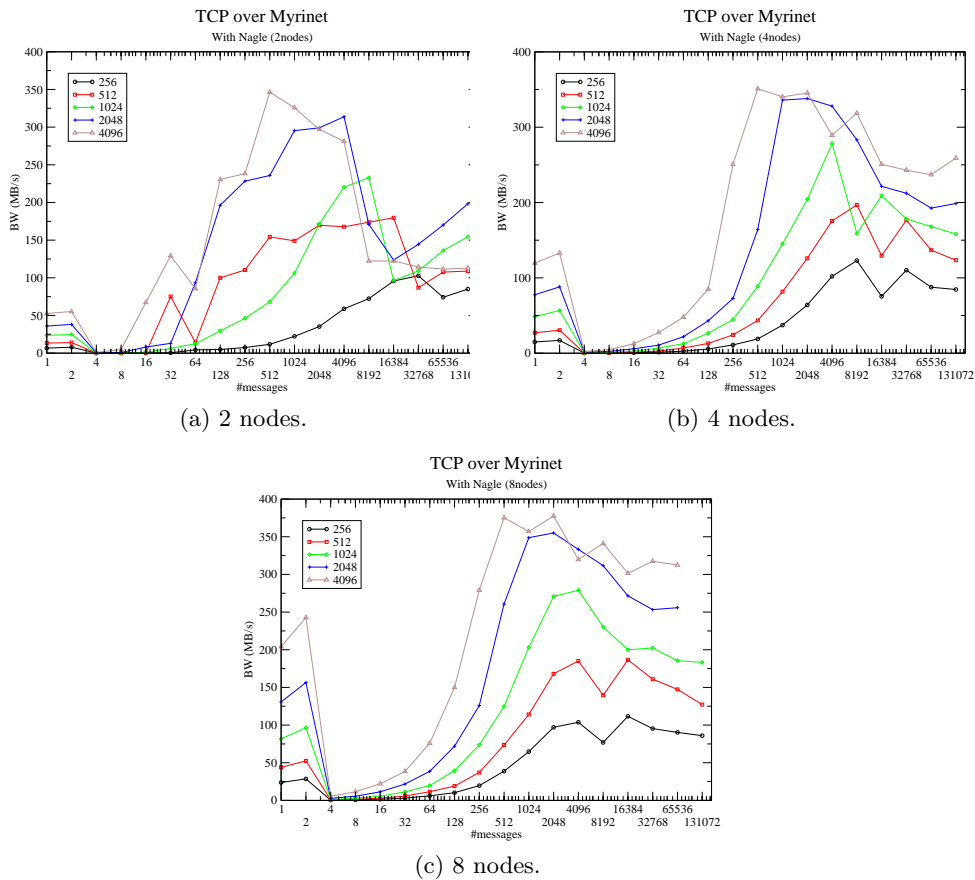 TCP over Myrinet
With Nagle (2nodes)
400
350
300
250
200
150
100
50
0
BW (MB/s)
256
512
1024
2048
4096
1 4 16 64 256 1024 4096 16384 65536
2 8 32 128 512 2048 8192 32768 1310
#messages
(a) 2 nodes.
TCP over Myrinet
With Nagle (4nodes)
400
350
300
250
200
150
100
50
0
BW (MB/s)
256
512
1024
2048
4096
1 4 16 64 256 1024 4096 16384 65536
2 8 32 128 512 2048 8192 32768 131072
#messages
(b) 4 nodes.
TCP over Myrinet
With Nagle (8nodes)
400
350
300
250
200
150
100
50
0
BW (MB/s)
256
512
1024
2048
4096
1 4 16 64 256 1024 4096 16384 65536
2 8 32 128 512 2048 8192 32768 131072
#messages
(c) 8 nodes.